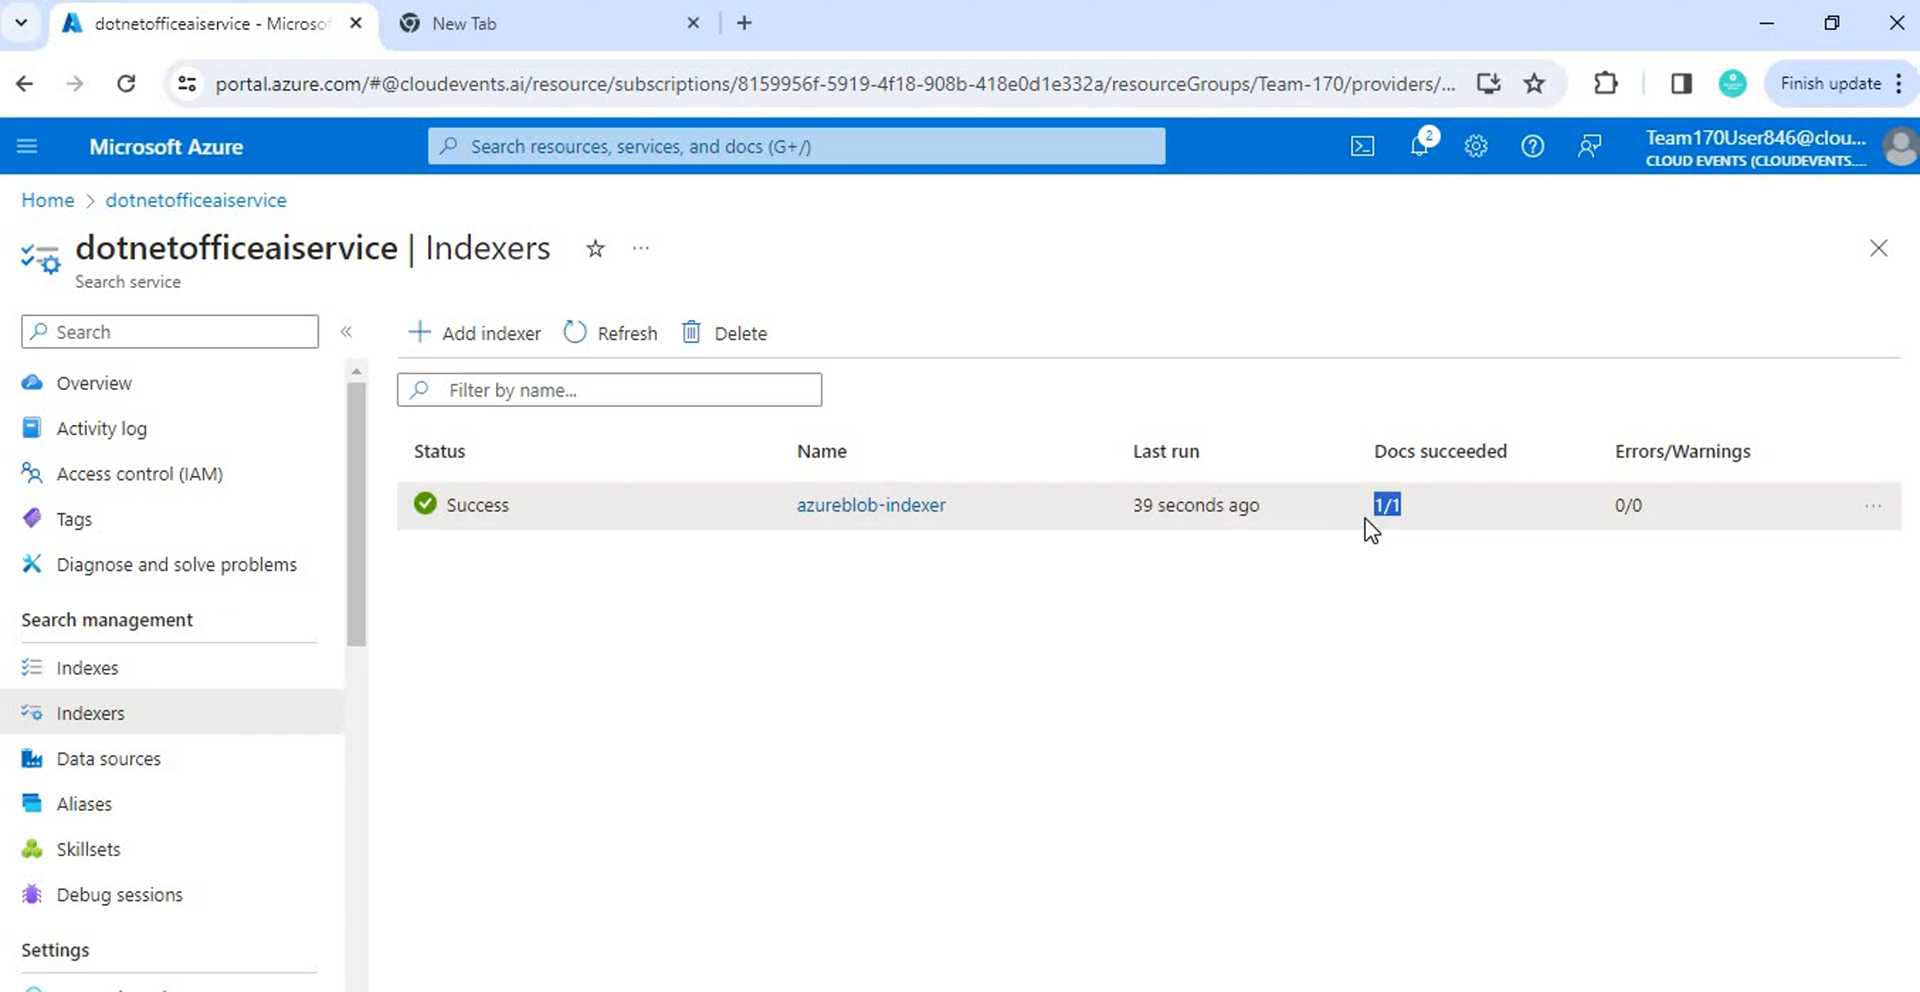 dotnetofficeaiservice - Microsof
New Tab
portal.azure.com/#@cloudevents.ai/resource/subscriptions/8159956f-5919-4f18-908b-418e0d1e332a/resourceGroups/Team-170/providers/...
Finish update
Microsoft Azure
Search resources, services, and docs (G+/)
2
Team170User846@clou...
CLOUD EVENTS (CLOUDEVENTS....
Home > dotnetofficeaiservice
dotnetofficeaiservice | Indexers
Search service
Search
Add indexer
Refresh
Delete
Filter by name...
Overview
Activity log
Access control (IAM)
Tags
Diagnose and solve problems
Search management
Indexes
Indexers
Data sources
Aliases
Skillsets
Debug sessions
Settings
Status Name Last run Docs succeeded Errors/Warnings
Success azureblob-indexer 39 seconds ago 1/1 0/0